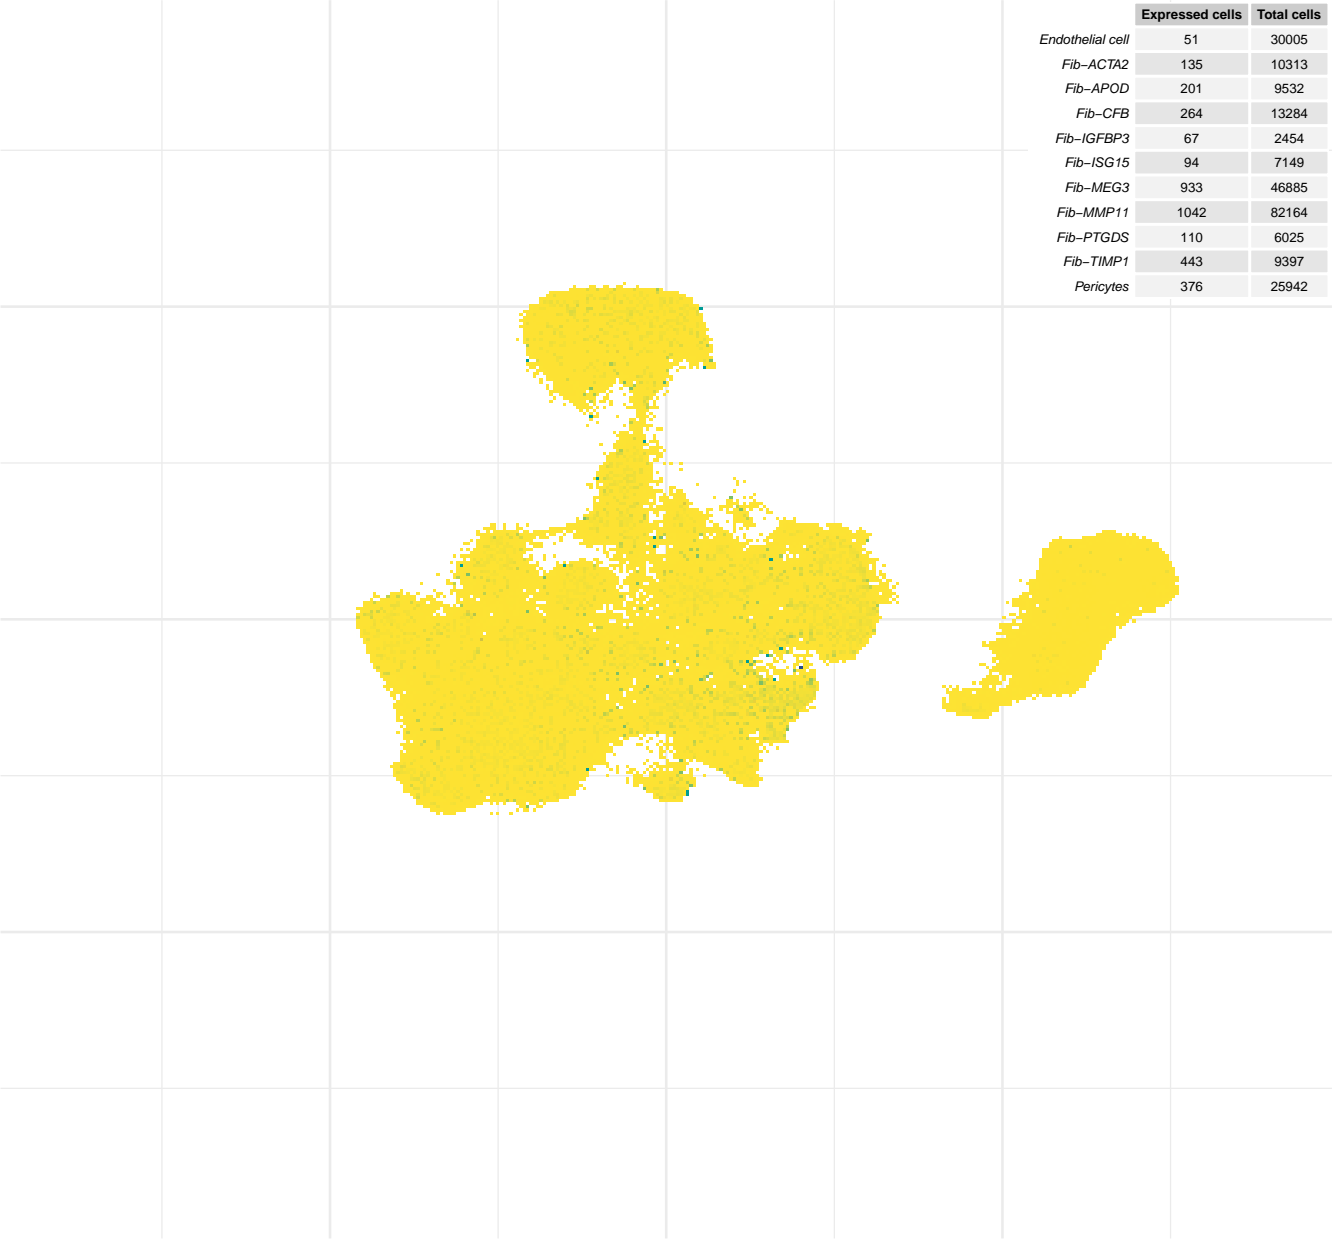 Expressed cells Total cells
Endothelial cell 51 30005
Fib−ACTA2 135 10313
Fib−APOD 201 9532
Fib−CFB 264 13284
Fib−IGFBP3 67 2454
Fib−ISG15 94 7149
Fib−MEG3 933 46885
Fib−MMP11 1042 82164
Fib−PTGDS 110 6025
Fib−TIMP1 443 9397
Pericytes 376 25942